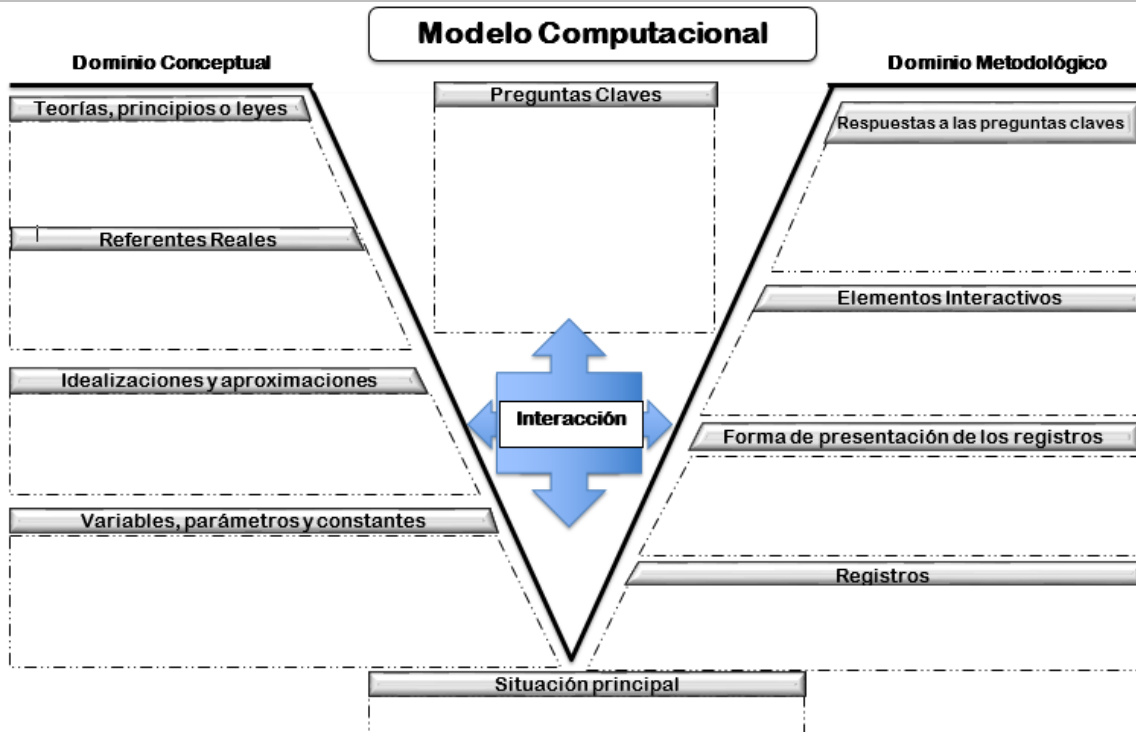 Modelo Computacional
Dominio Conceptual
Dominio Metodológico
Teorías, principios o leyes
Preguntas Claves
Respuestas a las preguntas claves
Referentes Reales
Elementos Interactivos
Idealizaciones y aproximaciones
Interacción
Forma de presentación de los registros
Variables, parámetros y constantes
Registros
Situación principal